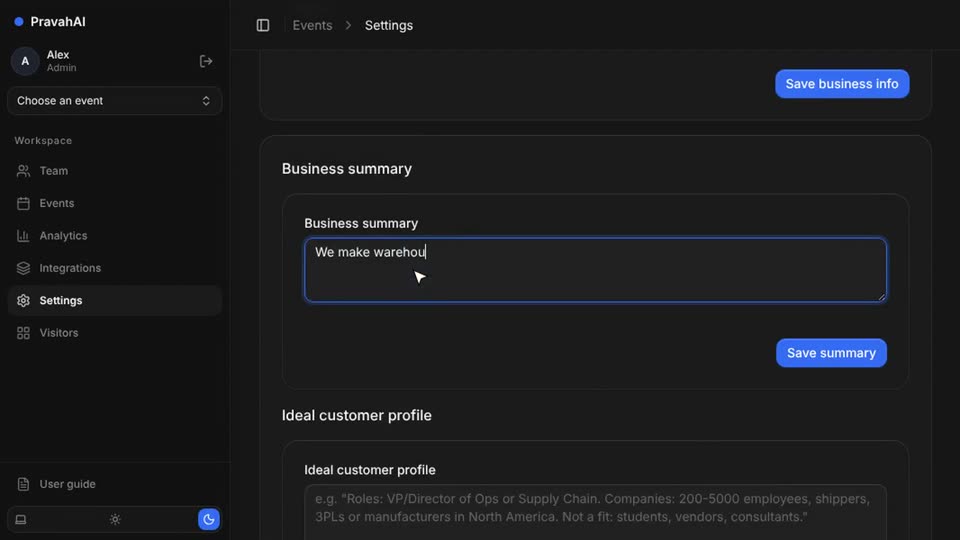 PravahAI
A
Alex
Admin
Choose an event
Workspace
Team
Events
Analytics
Integrations
Settings
Visitors
User guide
Events
Settings
Save business info
Business summary
Business summary
We make warehou
Save summary
Ideal customer profile
Ideal customer profile
e.g. "Roles: VP/Director of Ops or Supply Chain. Companies: 200-5000 employees, shippers,
3PLs or manufacturers in North America. Not a fit: students, vendors, consultants."